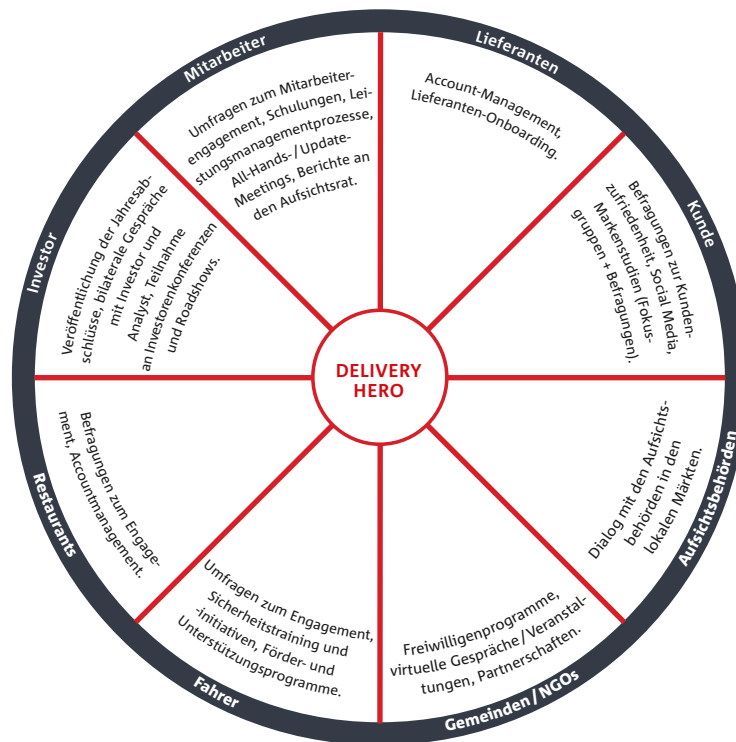 Mitarbeiter
Umfragen zum Mitarbeiter-
engagement, Schulungen, Lei-
stungsmanagementprozesse,
All-Hands-/Update-
Meetings, Berichte an
den Aufsichtsrat.
Lieferanten
Account-Management,
Lieferanten-Onboarding.
Kunde
Befragungen zur Kunden-
zufriedenheit, Social Media,
Markenstudien (Fokus-
gruppen + Befragungen).
Aufsichtsbehörden
Dialog mit den Aufsichts-
behörden in den
lokalen Märkten.
Gemeinden/NGOs
Freiwilligenprogramme,
virtuelle Gespräche/Veranstal-
tungen, Partnerschaften.
Fahrer
Umfragen zum Engagement,
Sicherheitstraining und
-initiativen, Förder- und
Unterstützungsprogramme.
Restaurants
Befragungen zum Engage-
ment, Accountmanagement.
Investor
Veröffentlichung der Jahresab-
schlüsse, bilaterale Gespräche
mit Investor und
Analyst, Teilnahme
an Investorenkonferenzen
und Roadshows.
DELIVERY
HERO